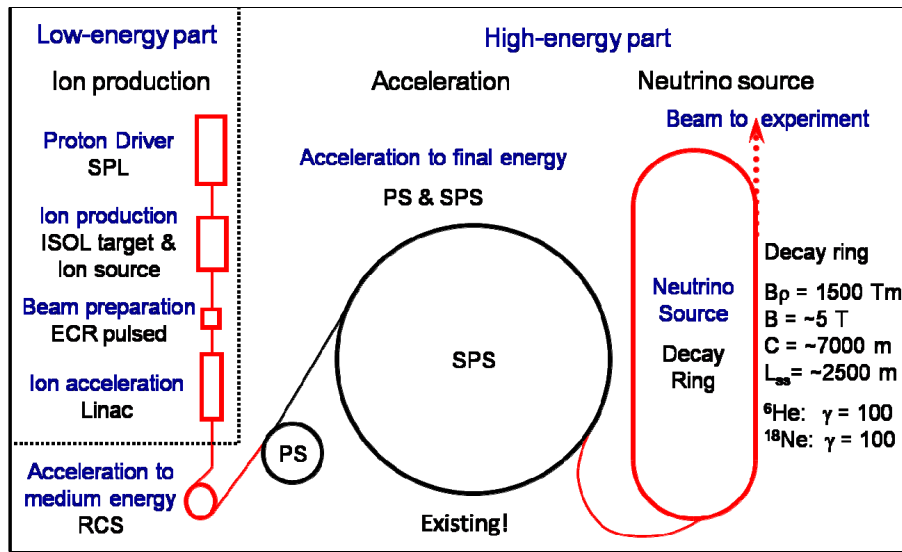 Low-energy part
High-energy part
Ion production
Acceleration
Neutrino source
Beam to experiment
Proton Driver
SPL
Ion production
ISOL target &
Ion source
Beam preparation
ECR pulsed
Ion acceleration
Linac
Acceleration to
medium energy
RCS
Acceleration to final energy
PS & SPS
PS
SPS
Existing!
Neutrino
Source
Decay
Ring
Decay ring
Bρ = 1500 Tm
B = ~5 T
C = ~7000 m
Lss= ~2500 m
⁶He: γ = 100
¹⁸Ne: γ = 100